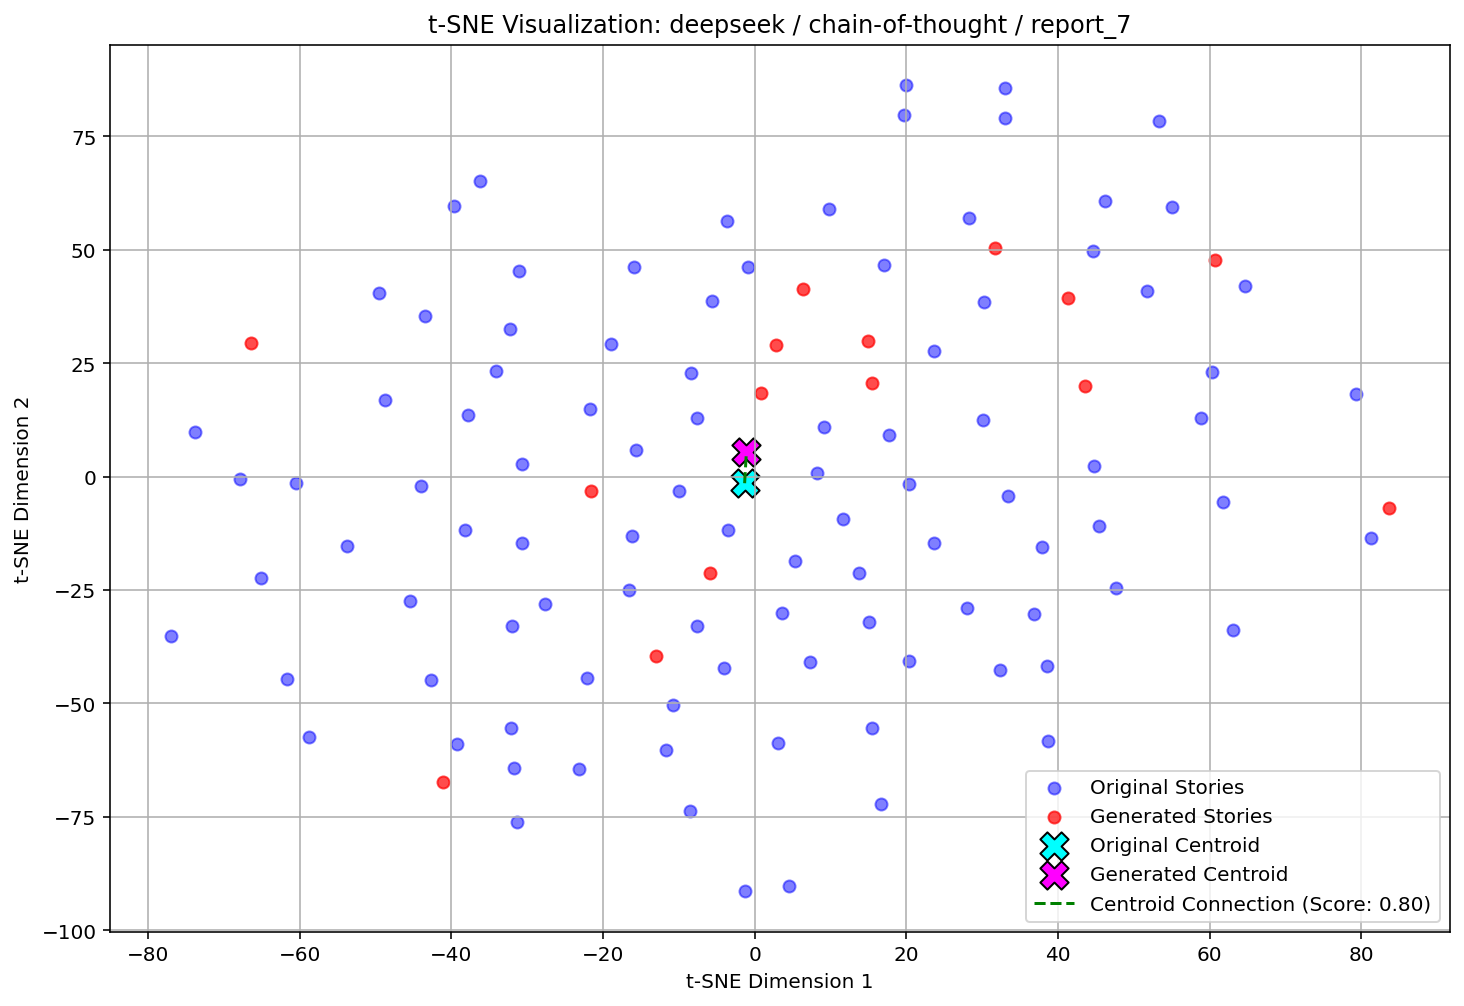 t-SNE Visualization: deepseek / chain-of-thought / report_7
t-SNE Dimension 2
75
50
25
0
−25
−50
−75
−100
−80
−60
−40
−20
0
20
40
60
80
t-SNE Dimension 1
Original Stories
Generated Stories
Original Centroid
Generated Centroid
Centroid Connection (Score: 0.80)